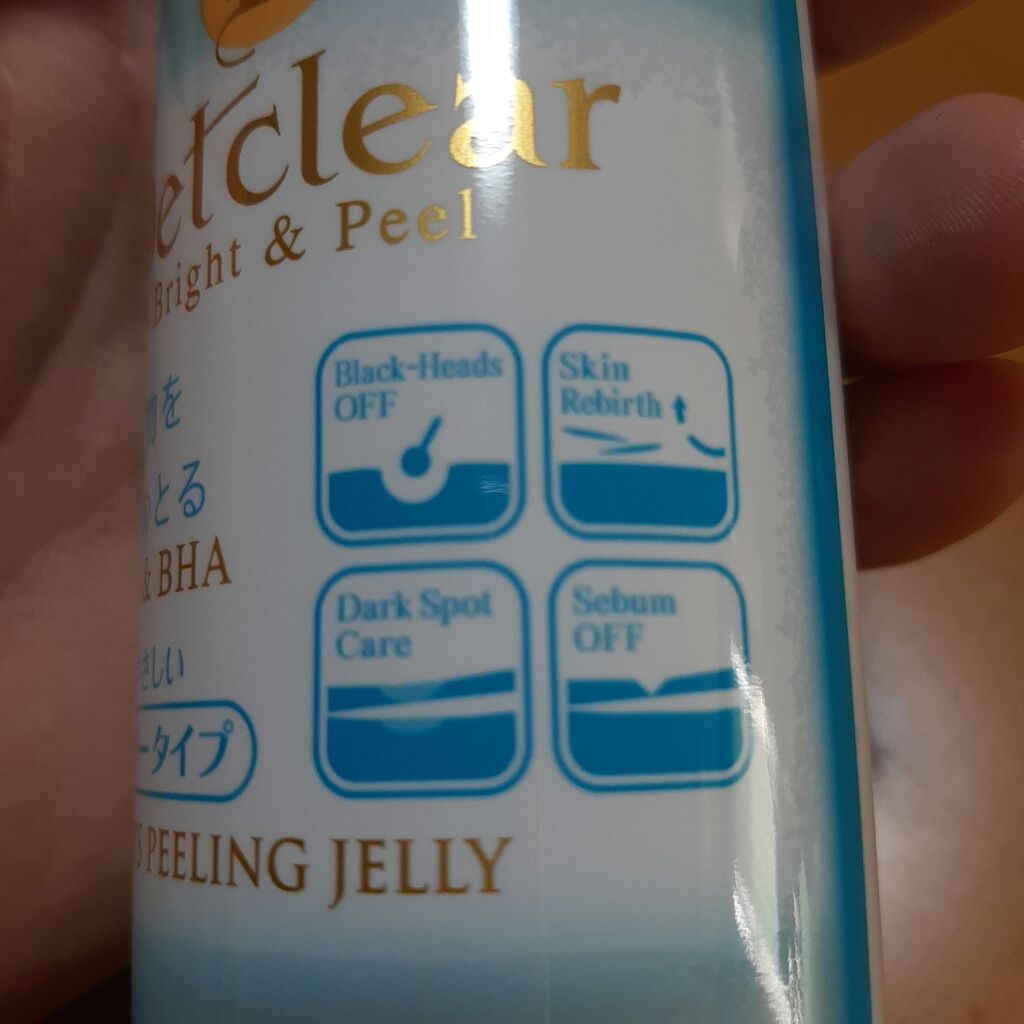 etclear
Bright & Peel
物を
とる
& BHA
さしい
ータイプ
'S PEELING JELLY
Black-Heads
OFF
Skin
Rebirth
Dark Spot
Care
Sebum
OFF